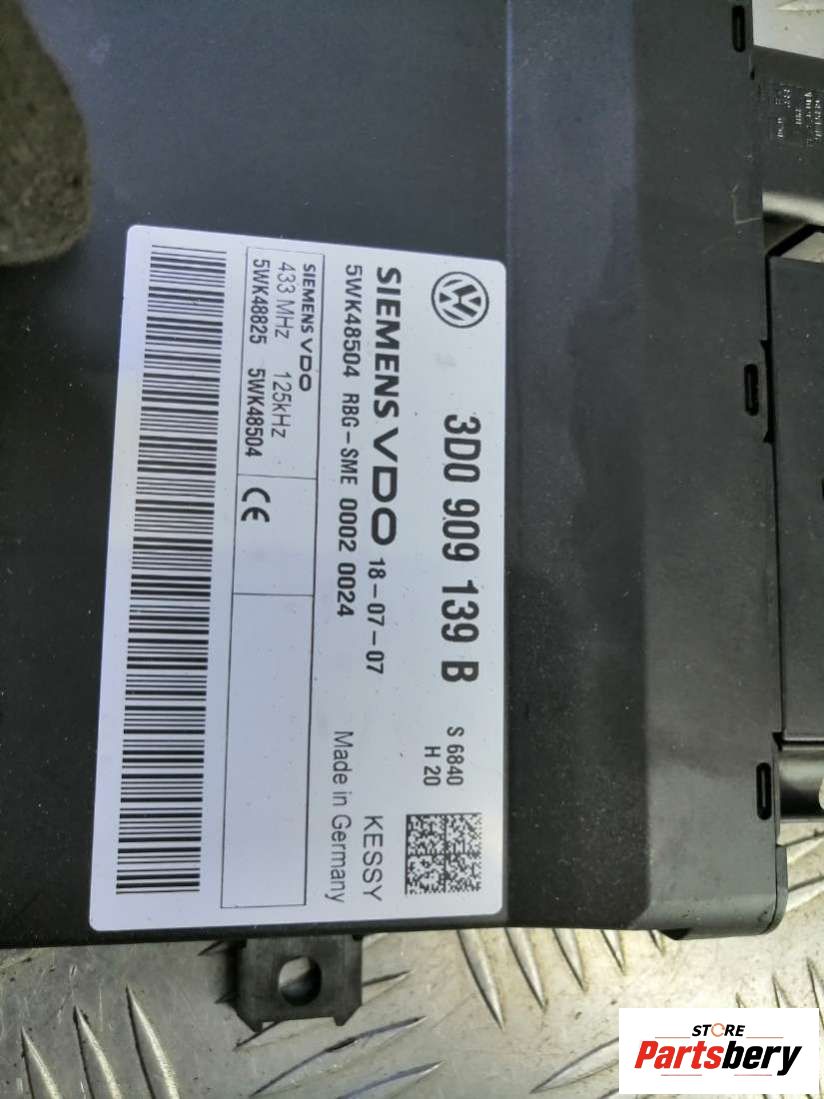 3D0 909 139 B
S 6840
H 20
SIEMENS VDO 18-07-07
KESSY
5WK48504 RBG-SME 0002 0024
Made in Germany
SIEMENS VDO
433 MHz 125kHz
5WK48825 5WK48504
CE
STORE
Partsbery